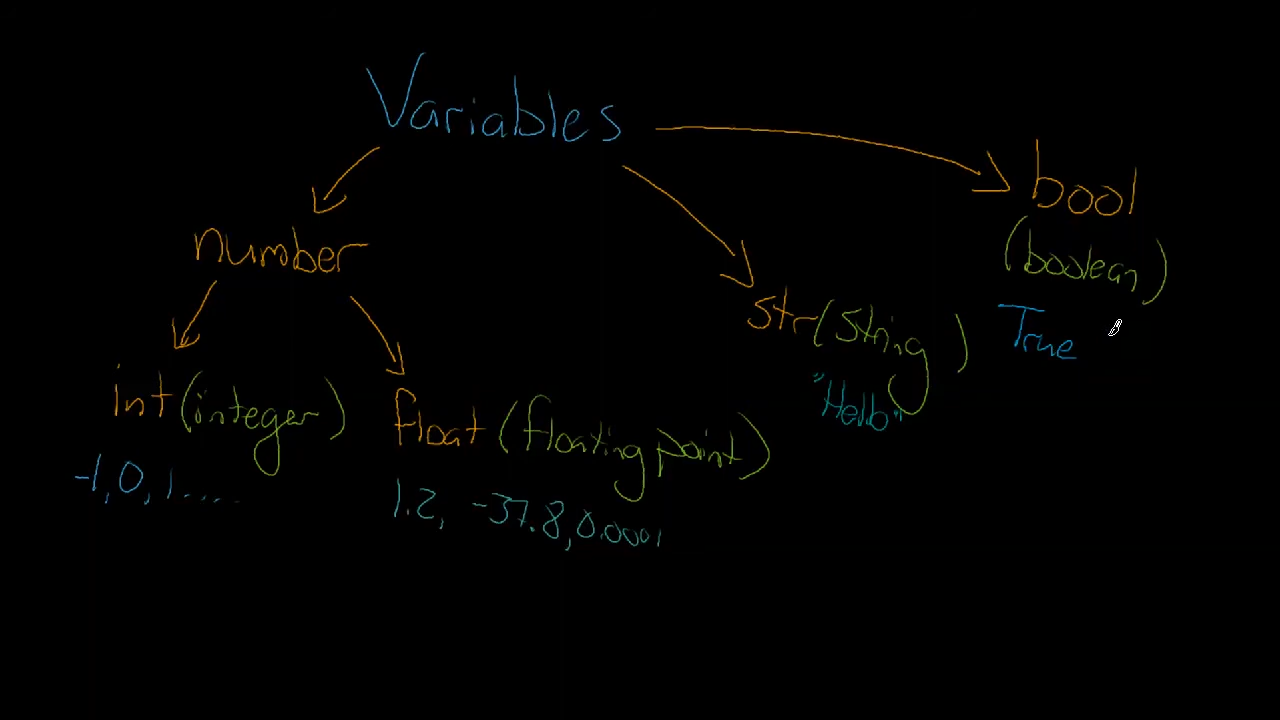 Variables
number
int (integer)
-1, 0, 1.....
float (floating point)
1.2, -37.8, 0.0001
str (String)
"Hello"
bool
(boolean)
True